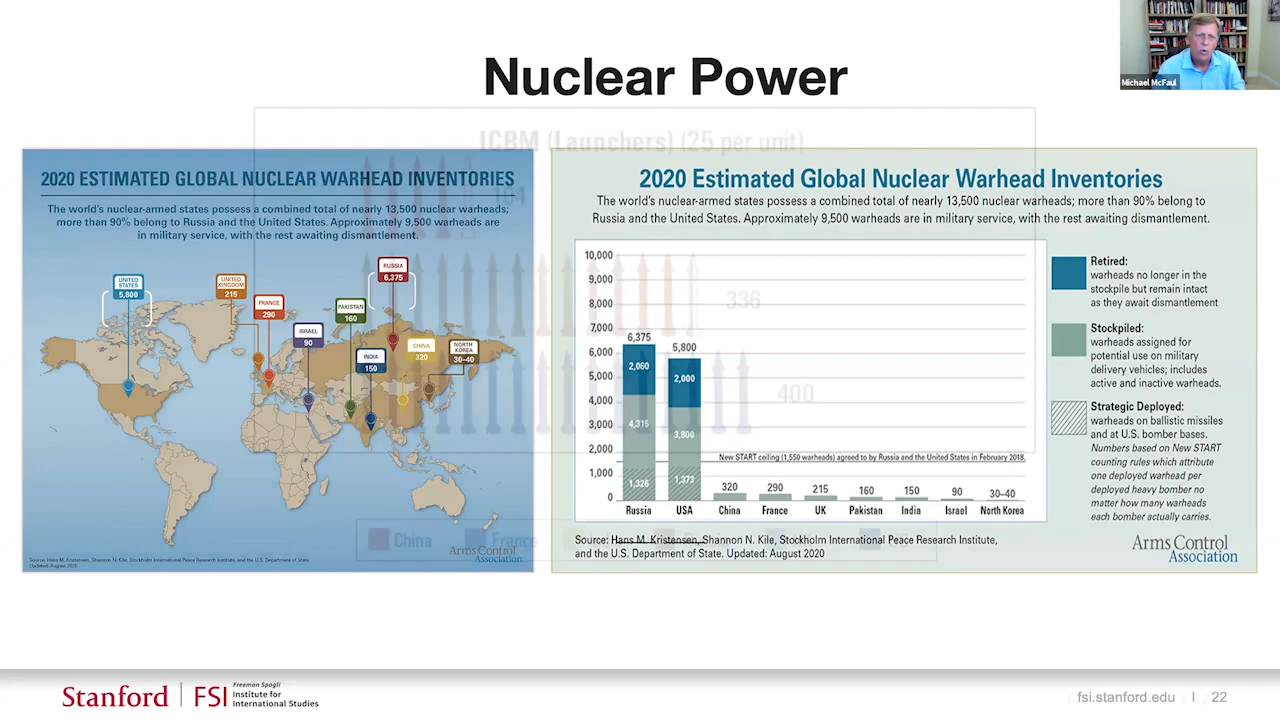 Michael McFaul
Nuclear Power
ICBM (Launchers) (25 per unit)
104
336
400
China
France
2020 ESTIMATED GLOBAL NUCLEAR WARHEAD INVENTORIES
The world's nuclear-armed states possess a combined total of nearly 13,500 nuclear warheads;
more than 90% belong to Russia and the United States. Approximately 9,500 warheads are
in military service, with the rest awaiting dismantlement.
UNITED
STATES
5,800
UNITED
KINGDOM
215
FRANCE
290
ISRAEL
90
PAKISTAN
160
RUSSIA
6,375
INDIA
150
CHINA
320
NORTH
KOREA
30-40
Source: Hans M. Kristensen, Shannon N. Kile, Stockholm International Peace Research Institute, and the U.S. Department of State.
Updated: August 2020
Arms Control
Association
2020 Estimated Global Nuclear Warhead Inventories
The world's nuclear-armed states possess a combined total of nearly 13,500 nuclear warheads; more than 90% belong to
Russia and the United States. Approximately 9,500 warheads are in military service, with the rest awaiting dismantlement.
10,000
9,000
8,000
7,000
6,000
5,000
4,000
3,000
2,000
1,000
0
6,375
2,060
4,315
1,326
5,800
2,000
3,800
1,373
New START ceiling (1,550 warheads) agreed to by Russia and the United States in February 2018.
320
290
215
160
150
90
30–40
Russia
USA
China
France
UK
Pakistan
India
Israel
North Korea
Retired:
warheads no longer in the
stockpile but remain intact
as they await dismantlement
Stockpiled:
warheads assigned for
potential use on military
delivery vehicles; includes
active and inactive warheads.
Strategic Deployed:
warheads on ballistic missiles
and at U.S. bomber bases.
Numbers based on New START
counting rules which attribute
one deployed warhead per
deployed heavy bomber no
matter how many warheads
each bomber actually carries.
Source: Hans M. Kristensen, Shannon N. Kile, Stockholm International Peace Research Institute,
and the U.S. Department of State. Updated: August 2020
Arms Control
Association
Stanford
FSI
Freeman Spogli
Institute for
International Studies
fsi.stanford.edu | 22